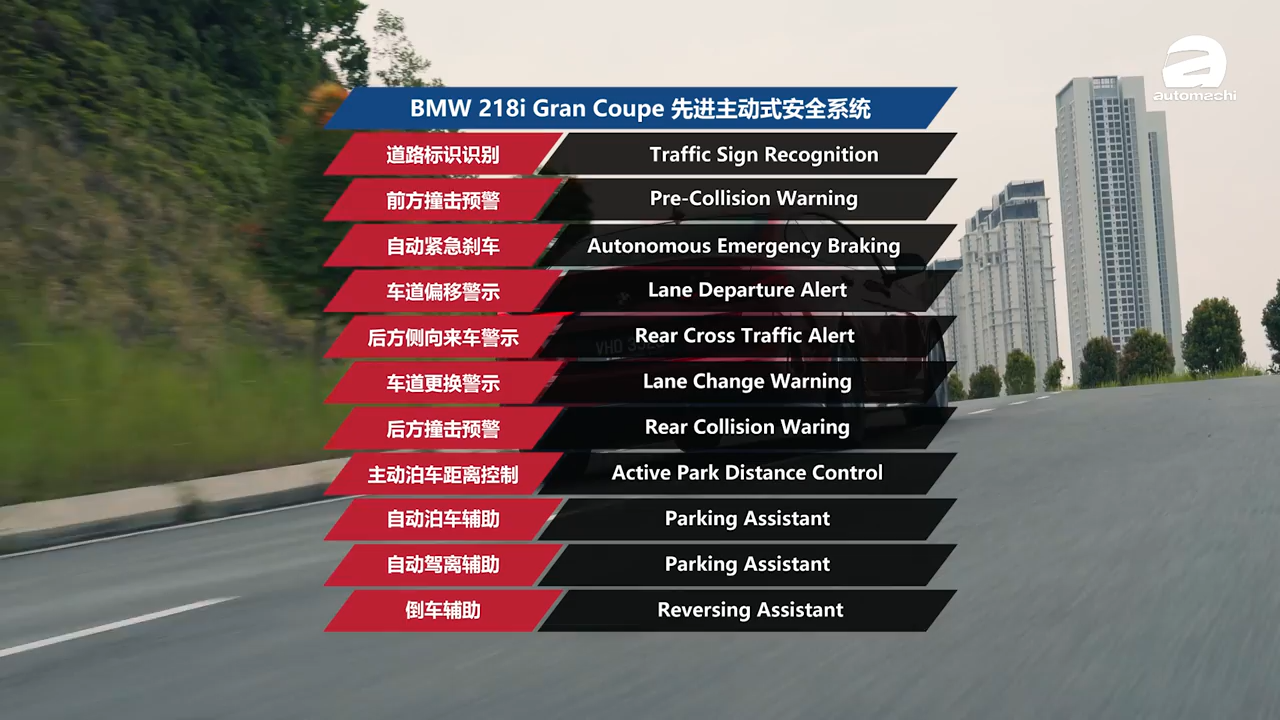 automachi
BMW 218i Gran Coupe 先进主动式安全系统
道路标识识别 Traffic Sign Recognition
前方撞击预警 Pre-Collision Warning
自动紧急刹车 Autonomous Emergency Braking
车道偏移警示 Lane Departure Alert
后方侧向来车警示 Rear Cross Traffic Alert
车道更换警示 Lane Change Warning
后方撞击预警 Rear Collision Waring
主动泊车距离控制 Active Park Distance Control
自动泊车辅助 Parking Assistant
自动驾离辅助 Parking Assistant
倒车辅助 Reversing Assistant